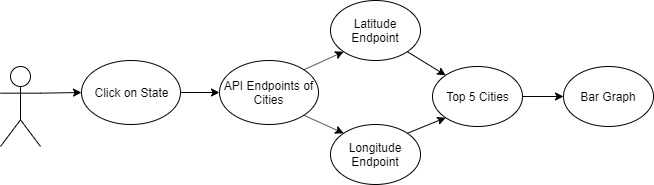 Click on State
API Endpoints of
Cities
Latitude
Endpoint
Longitude
Endpoint
Top 5 Cities
Bar Graph